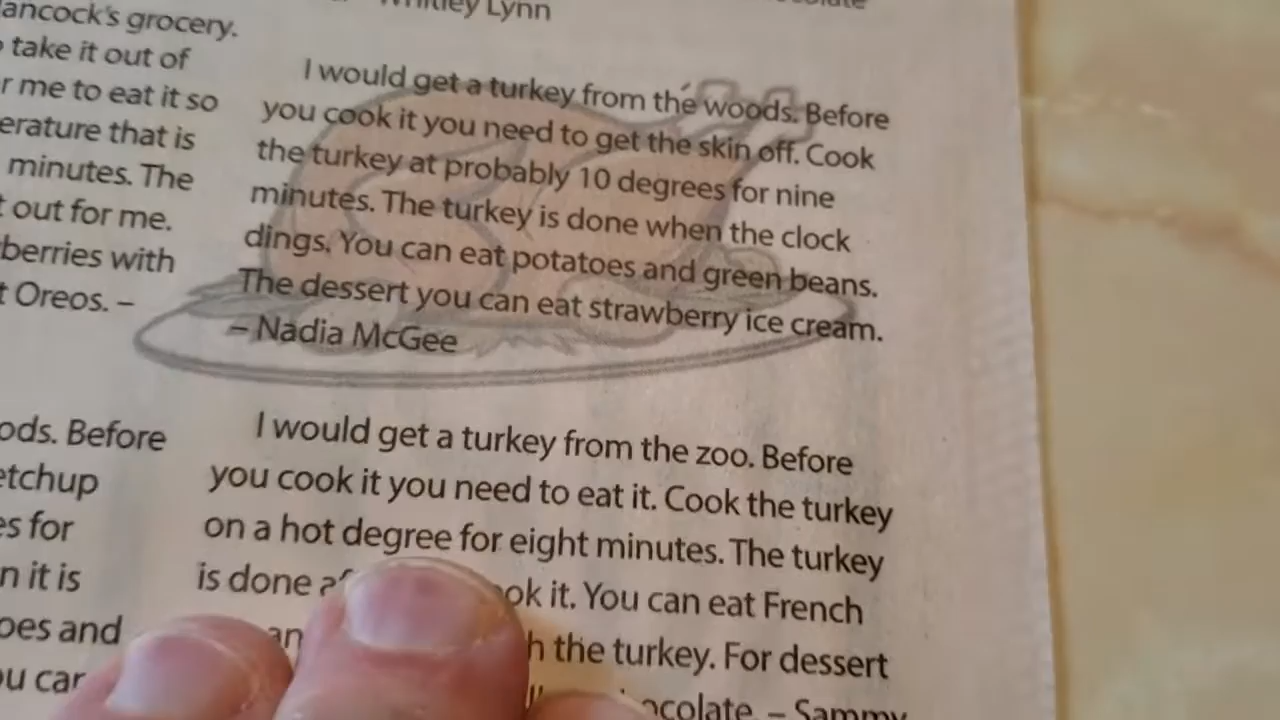 Whitley Lynn
ancock's grocery.
take it out of
r me to eat it so
erature that is
minutes. The
t out for me.
berries with
t Oreos. –
ods. Before
etchup
es for
n it is
oes and
ou car
I would get a turkey from the woods. Before
you cook it you need to get the skin off. Cook
the turkey at probably 10 degrees for nine
minutes. The turkey is done when the clock
dings. You can eat potatoes and green beans.
The dessert you can eat strawberry ice cream.
– Nadia McGee
I would get a turkey from the zoo. Before
you cook it you need to eat it. Cook the turkey
on a hot degree for eight minutes. The turkey
is done ok it. You can eat French
an h the turkey. For dessert
ocolate – Sammy